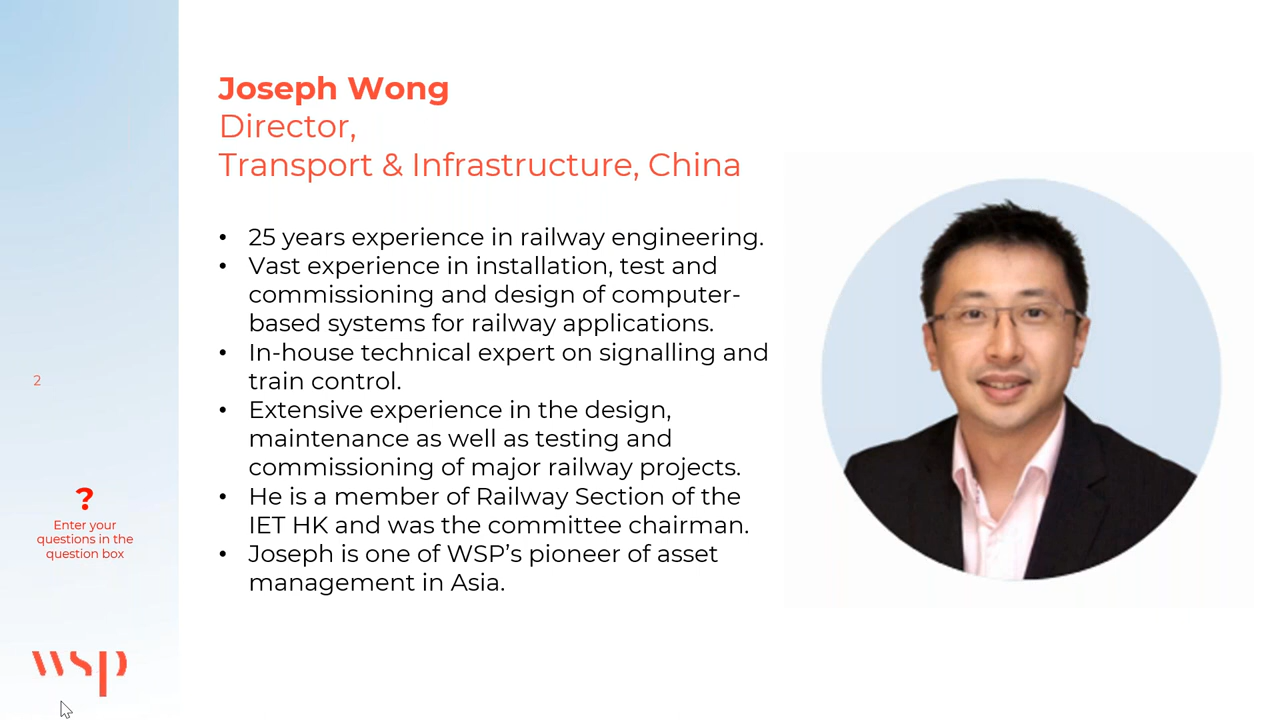 Joseph Wong
Director,
Transport & Infrastructure, China
• 25 years experience in railway engineering.
• Vast experience in installation, test and
commissioning and design of computer-
based systems for railway applications.
• In-house technical expert on signalling and
train control.
• Extensive experience in the design,
maintenance as well as testing and
commissioning of major railway projects.
• He is a member of Railway Section of the
IET HK and was the committee chairman.
• Joseph is one of WSP’s pioneer of asset
management in Asia.
2
?
Enter your
questions in the
question box
wsp